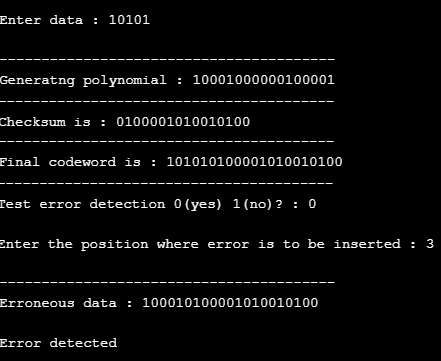 Enter data : 10101
----------------------------------------
Generatng polynomial : 10001000000100001
----------------------------------------
Checksum is : 0100001010010100
----------------------------------------
Final codeword is : 101010100001010010100
----------------------------------------
Test error detection 0(yes) 1(no)? : 0
Enter the position where error is to be inserted : 3
----------------------------------------
Erroneous data : 100010100001010010100
Error detected